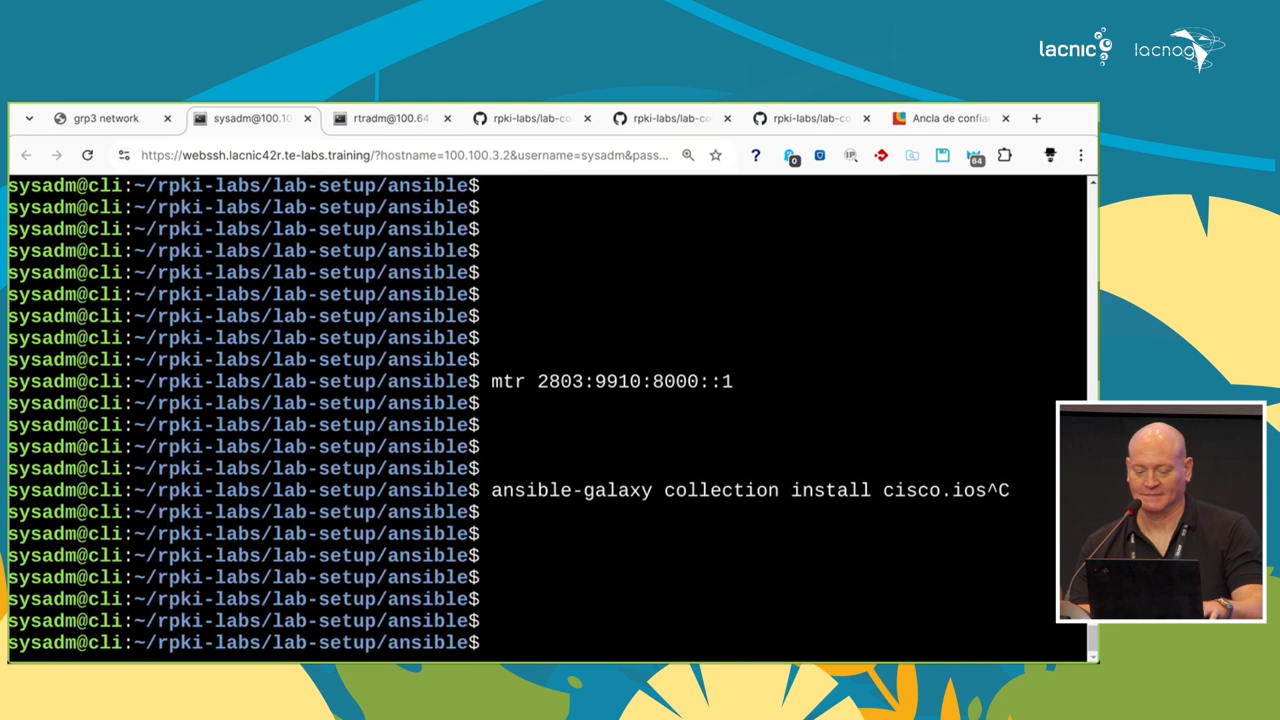 lacnic
lacnog
grp3 network
sysadm@100.10
rtradm@100.64.
rpki-labs/lab-co
rpki-labs/lab-co
rpki-labs/lab-co
Ancla de confia
https://webssh.lacnic42r.te-labs.training/?hostname=100.100.3.2&username=sysadm&pass...
?
0
IP
64
sysadm@cli:~/rpki-labs/lab-setup/ansible$
sysadm@cli:~/rpki-labs/lab-setup/ansible$
sysadm@cli:~/rpki-labs/lab-setup/ansible$
sysadm@cli:~/rpki-labs/lab-setup/ansible$
sysadm@cli:~/rpki-labs/lab-setup/ansible$
sysadm@cli:~/rpki-labs/lab-setup/ansible$
sysadm@cli:~/rpki-labs/lab-setup/ansible$
sysadm@cli:~/rpki-labs/lab-setup/ansible$
sysadm@cli:~/rpki-labs/lab-setup/ansible$
sysadm@cli:~/rpki-labs/lab-setup/ansible$ mtr 2803:9910:8000::1
sysadm@cli:~/rpki-labs/lab-setup/ansible$
sysadm@cli:~/rpki-labs/lab-setup/ansible$
sysadm@cli:~/rpki-labs/lab-setup/ansible$
sysadm@cli:~/rpki-labs/lab-setup/ansible$
sysadm@cli:~/rpki-labs/lab-setup/ansible$ ansible-galaxy collection install cisco.ios^C
sysadm@cli:~/rpki-labs/lab-setup/ansible$
sysadm@cli:~/rpki-labs/lab-setup/ansible$
sysadm@cli:~/rpki-labs/lab-setup/ansible$
sysadm@cli:~/rpki-labs/lab-setup/ansible$
sysadm@cli:~/rpki-labs/lab-setup/ansible$
sysadm@cli:~/rpki-labs/lab-setup/ansible$
sysadm@cli:~/rpki-labs/lab-setup/ansible$